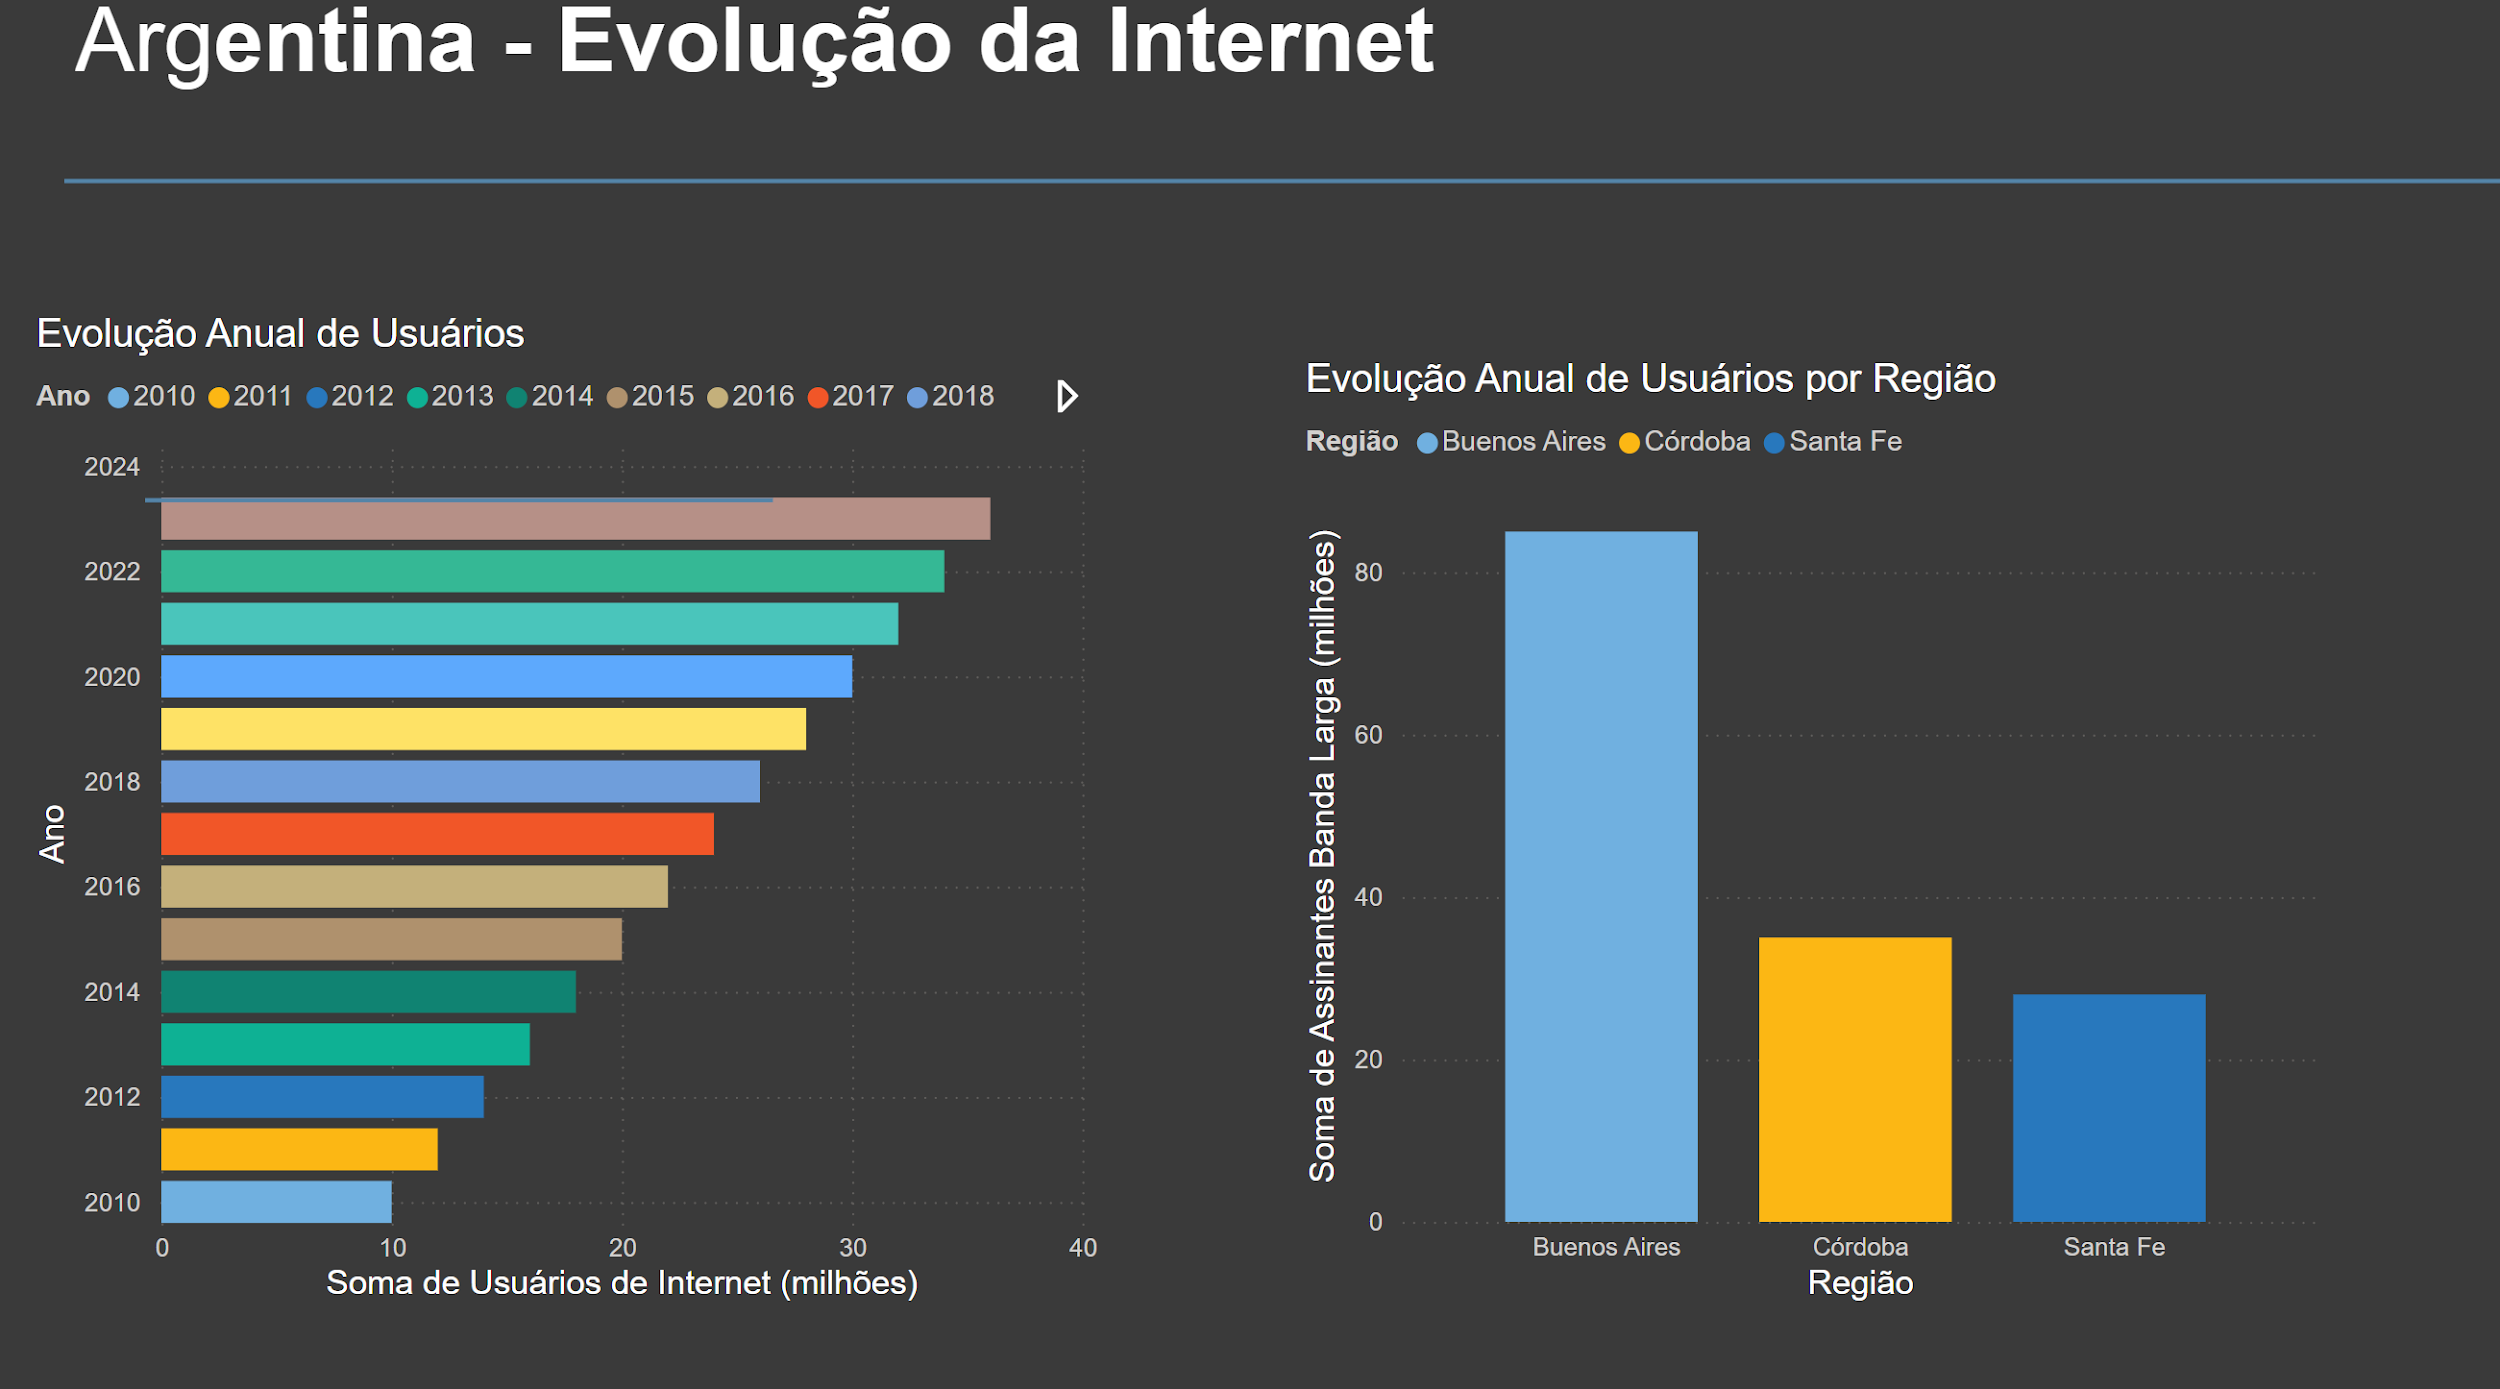 Argentina - Evolução da Internet
Evolução Anual de Usuários
Ano 2010 2011 2012 2013 2014 2015 2016 2017 2018
2024
2022
2020
2018
2016
2014
2012
2010
Ano
0 10 20 30 40
Soma de Usuários de Internet (milhões)
Evolução Anual de Usuários por Região
Região Buenos Aires Córdoba Santa Fe
Soma de Assinantes Banda Larga (milhões)
80
60
40
20
0
Buenos Aires Córdoba Santa Fe
Região